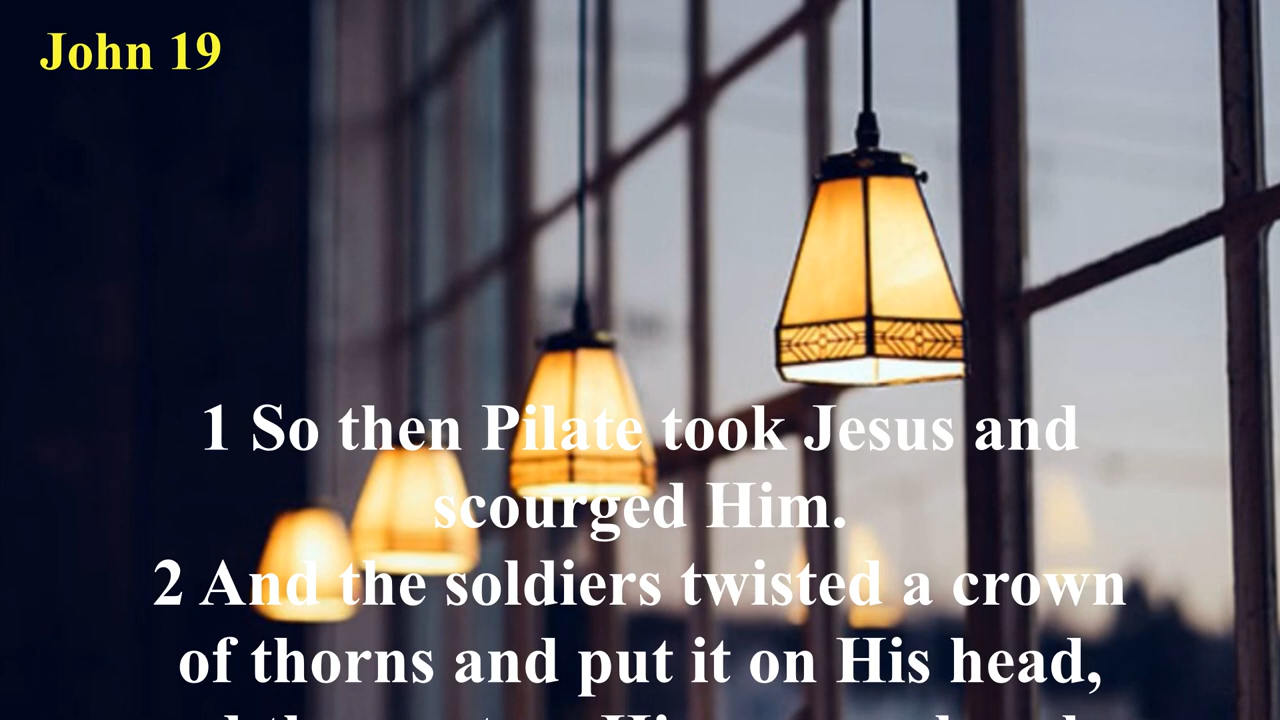 John 19
1 So then Pilate took Jesus and
scourged Him.
2 And the soldiers twisted a crown
of thorns and put it on His head,